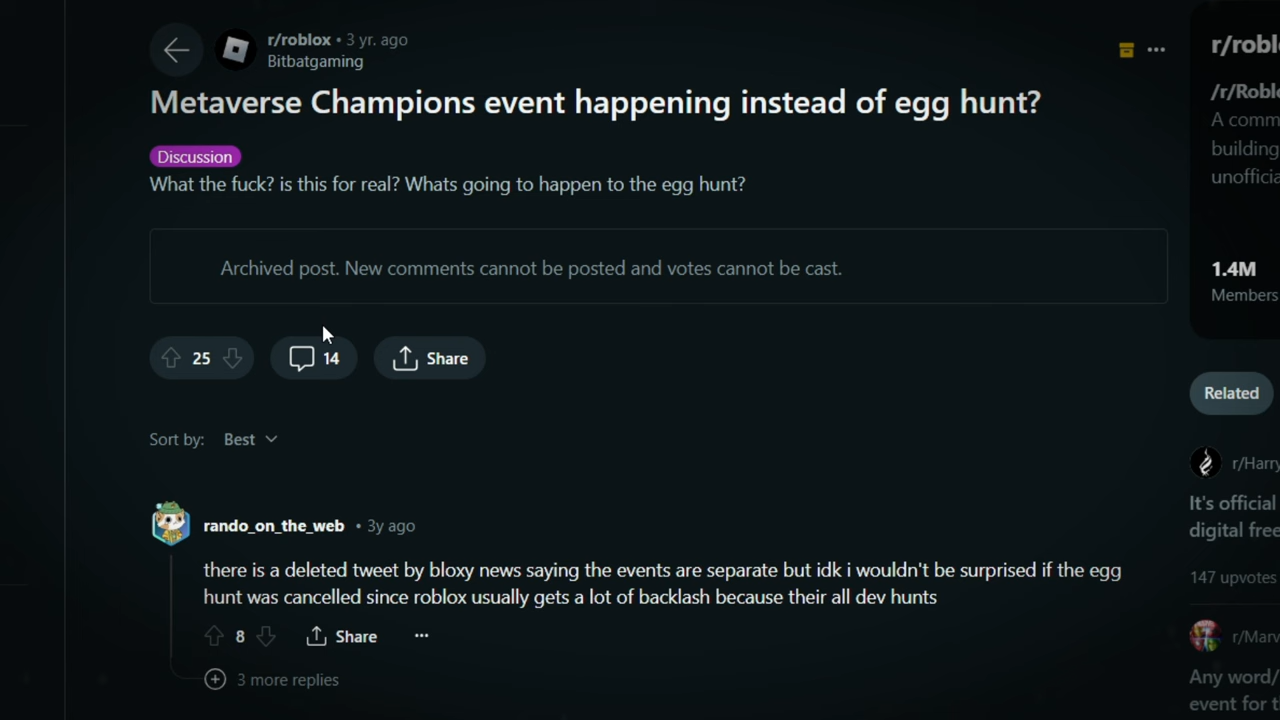 r/roblox • 3 yr. ago
Bitbatgaming
Metaverse Champions event happening instead of egg hunt?
Discussion
What the fuck? is this for real? Whats going to happen to the egg hunt?
Archived post. New comments cannot be posted and votes cannot be cast.
25
14
Share
Sort by: Best
rando_on_the_web • 3y ago
there is a deleted tweet by bloxy news saying the events are separate but idk i wouldn't be surprised if the egg
hunt was cancelled since roblox usually gets a lot of backlash because their all dev hunts
8
Share
3 more replies
r/robl
/r/Robl
A comm
building
unofficia
1.4M
Members
Related
r/Harry
It's official
digital free
147 upvotes
r/Marv
Any word/
event for t